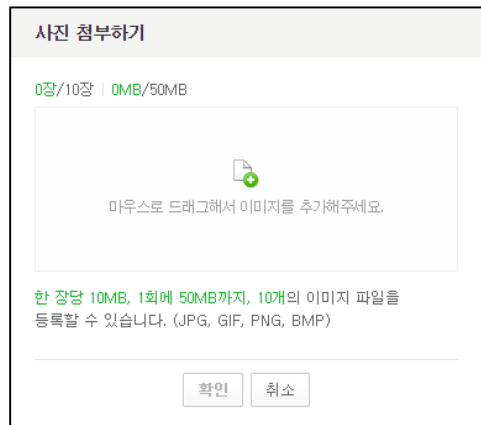 사진 첨부하기
0장/10장 | 0MB/50MB
마우스로 드래그해서 이미지를 추가해주세요.
한 장당 10MB, 1회에 50MB까지, 10개의 이미지 파일을
등록할 수 있습니다. (JPG, GIF, PNG, BMP)
확인 취소